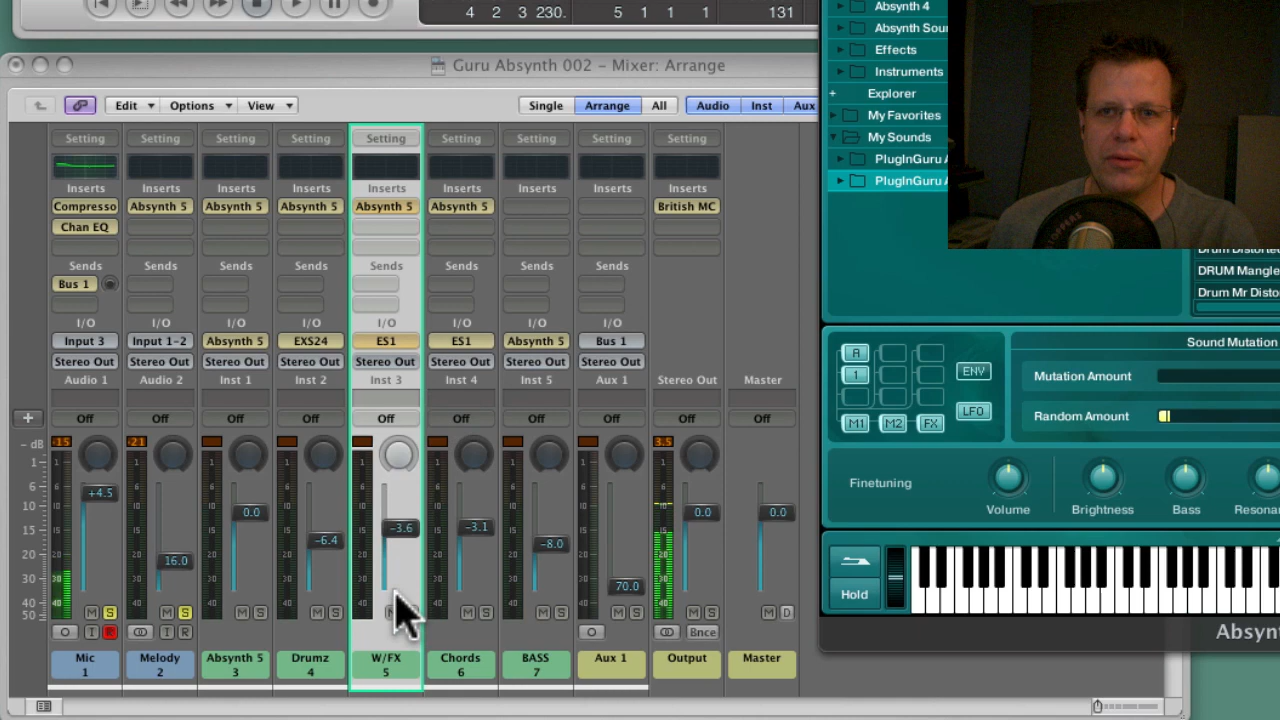 4 2 3 230. 5 1 1 1 131
Guru Absynth 002 – Mixer: Arrange
Edit Options View Single Arrange All Audio Inst Aux
Setting Setting Setting Setting Setting Setting Setting Setting Setting
Inserts Inserts Inserts Inserts Inserts Inserts Inserts Inserts Inserts
Compresso Absynth 5 Absynth 5 Absynth 5 Absynth 5 Absynth 5 British MC
Chan EQ
Sends Sends Sends Sends Sends Sends Sends Sends
Bus 1
I/O I/O I/O I/O I/O I/O I/O I/O
Input 3 Input 1-2 Absynth 5 EXS24 ES1 ES1 Absynth 5 Bus 1
Stereo Out Stereo Out Stereo Out Stereo Out Stereo Out Stereo Out Stereo Out Stereo Out
Audio 1 Audio 2 Inst 1 Inst 2 Inst 3 Inst 4 Inst 5 Aux 1 Stereo Out Master
Off Off Off Off Off Off Off Off Off Off
- dB -15 -21 3.5
+4.5 16.0 0.0 -6.4 -3.6 -3.1 -8.0 70.0 0.0 0.0
1
6
10
15
20
30
40
50
M S M S M S M S M S M S M S M S M D
T R T R Bnce
Mic Melody Absynth 5 Drumz W/FX Chords BASS Aux 1 Output Master
1 2 3 4 5 6 7
Absynth 4
Absynth Sou
Effects
Instruments
Explorer
My Favorites
My Sounds
PlugInGuru A
PlugInGuru A
DRUM Mangle
Drum Mr Disto
A
1
M1 M2 FX
ENV
LFO
Sound Mutation
Mutation Amount
Random Amount
Finetuning Volume Brightness Bass Resonan
Hold
Absyn